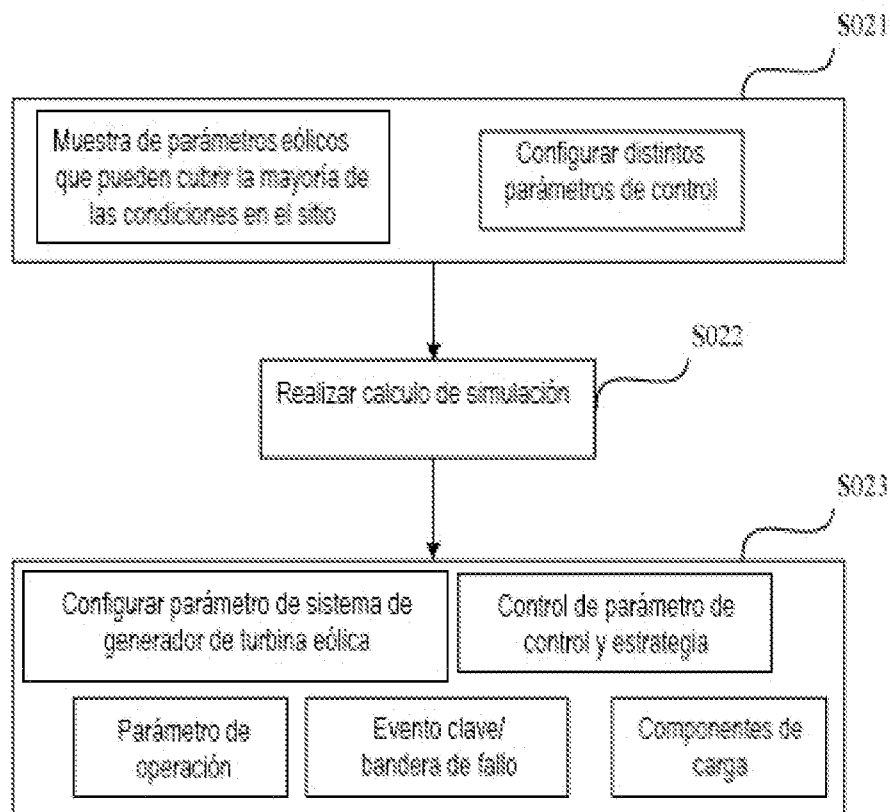 S021
Muestra de parámetros eólicos
que pueden cubrir la mayoría de
las condiciones en el sitio
Configurar distintos
parámetros de control
S022
Realizar calculo de simulación
S023
Configurar parámetro de sistema de
generador de turbina eólica
Control de parámetro de
control y estrategia
Parámetro de
operación
Evento clave/
bandera de fallo
Componentes de
carga